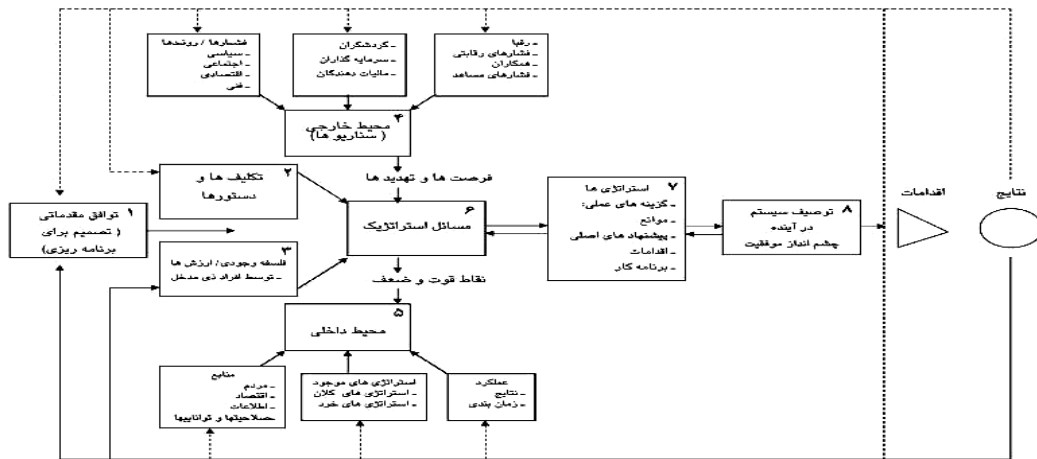 رقبا
ـ فشارهای رقابتی
همکاران
ـ فشارهای مساعد
ـ گردشگران
سرمایه گذاران
ـ مالیات دهندگان
فشارها / روندها
ـ سیاسی
ـ اجتماعی
ـ اقتصادی
ـ فنی
۴
محیط خارجی
( سناریو ها)
فرصت ها و تهدید ها
۲
تکلیف ها و
دستورها
۱
توافق مقدماتی
( تصمیم برای
برنامه ریزی)
۳
فلسفه وجودی/ ارزش ها
ـ توسط افراد ذی مدخل
۶
مسائل استراتژیک
۷
استراتژی ها
ـ گزینه های عملی:
ـ موانع
ـ پیشنهاد های اصلی
ـ اقدامات
ـ برنامه کار
۸
توصیف سیستم
در آینده
چشم انداز موفقیت
اقدامات
نتایج
نقاط قوت و ضعف
۵
محیط داخلی
عملکرد
ـ نتایج
ـ زمان بندی
استراتژی های موجود
ـ استراتژی های کلان
ـ استراتژی های خرد
منابع
ـ مردم
ـ اقتصاد
ـ اطلاعات
ـ صلاحیتها و تواناییها